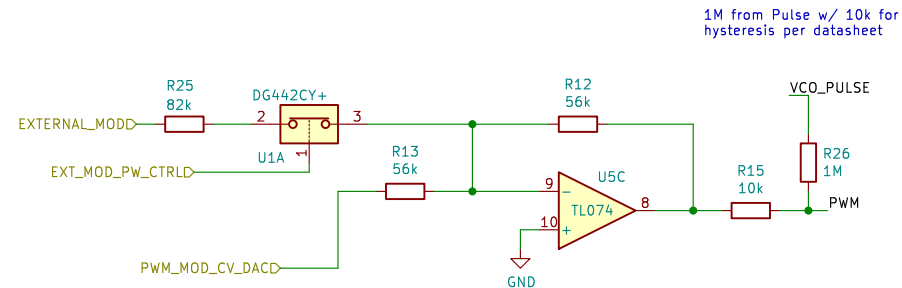 1M from Pulse w/ 10k for
hysteresis per datasheet
R25
82k
DG442CY+
R12
56k
VCO_PULSE
EXTERNAL_MOD
2
3
1
U1A
EXT_MOD_PW_CTRL
R13
56k
R26
1M
9
U5C
R15
10k
TL074
8
PWM
10
−
+
PWM_MOD_CV_DAC
GND